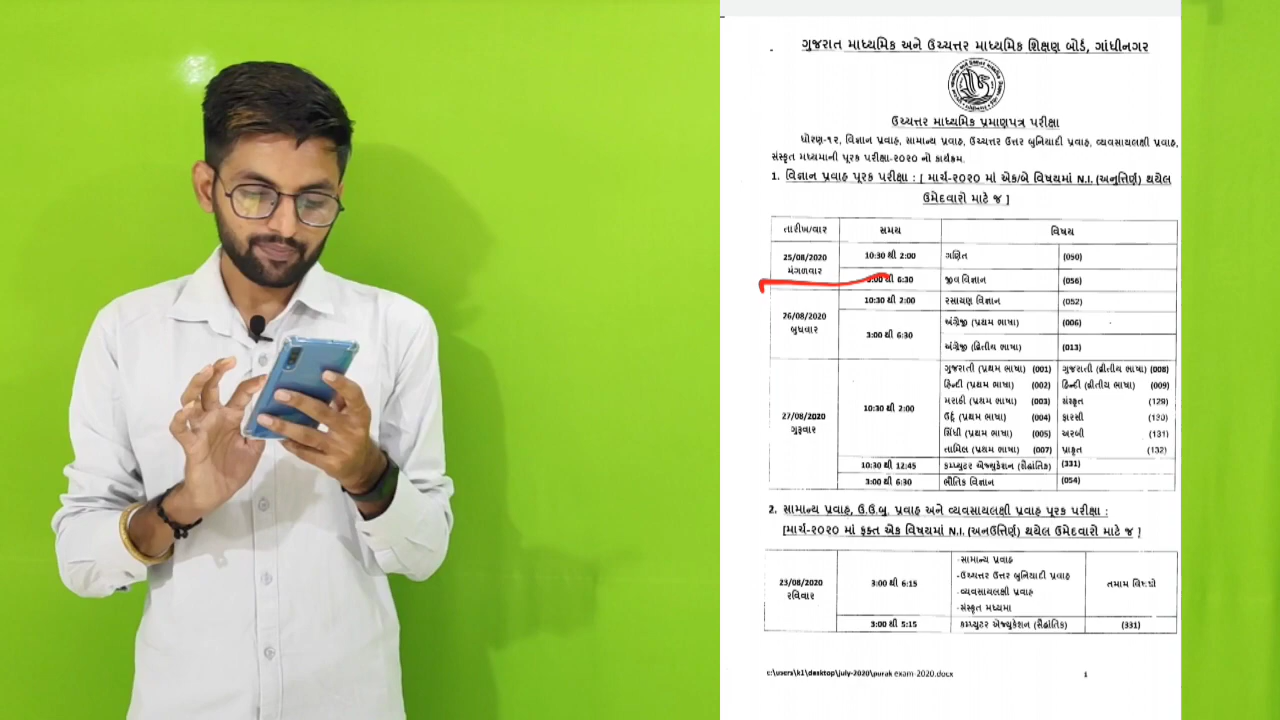 ગુજરાત માધ્યમિક અને ઉચ્ચત્તર માધ્યમિક શિક્ષણ બોર્ડ, ગાંધીનગર
ઉચ્ચત્તર માધ્યમિક પ્રમાણપત્ર પરીક્ષા
ધોરણ-૧૨, વિજ્ઞાન પ્રવાહ, સામાન્ય પ્રવાહ, ઉચ્ચત્તર ઉત્તર બુનિયાદી પ્રવાહ, વ્યવસાયલક્ષી પ્રવાહ,
સંસ્કૃત મધ્યમાની પૂરક પરીક્ષા-૨૦૨૦ નો કાર્યક્રમ.
1. વિજ્ઞાન પ્રવાહ પૂરક પરીક્ષા : [ માર્ચ-૨૦૨૦ માં એક/બે વિષયમાં N.I. (અનુત્તિર્ણ) થયેલ
ઉમેદવારો માટે જ ]
તારીખ/વાર સમય વિષય
25/08/2020 મંગળવાર 10:30 થી 2:00 ગણિત (050)
3:00 થી 6:30 જીવ વિજ્ઞાન (056)
26/08/2020 બુધવાર 10:30 થી 2:00 રસાયણ વિજ્ઞાન (052)
3:00 થી 6:30 અંગ્રેજી (પ્રથમ ભાષા) (006)
અંગ્રેજી (દ્વિતીય ભાષા) (013)
27/08/2020 ગુરૂવાર 10:30 થી 2:00 ગુજરાતી (પ્રથમ ભાષા) (001) ગુજરાતી (દ્વીતીય ભાષા) (008)
હિન્દી (પ્રથમ ભાષા) (002) હિન્દી (દ્વીતીય ભાષા) (009)
મરાઠી (પ્રથમ ભાષા) (003) સંસ્કૃત (129)
ઉર્દુ (પ્રથમ ભાષા) (004) ફારસી (130)
સિંધી (પ્રથમ ભાષા) (005) અરબી (131)
તામિલ (પ્રથમ ભાષા) (007) પ્રાકૃત (132)
10:30 થી 12:45 કમ્પ્યુટર એજ્યુકેશન (સૈદ્ધાંતિક) (331)
3:00 થી 6:30 ભૌતિક વિજ્ઞાન (054)
2. સામાન્ય પ્રવાહ, ઉ.ઉ.બુ. પ્રવાહ અને વ્યવસાયલક્ષી પ્રવાહ પૂરક પરીક્ષા :
[માર્ચ-૨૦૨૦ માં ફક્ત એક વિષયમાં N.I. (અનઉત્તિર્ણ) થયેલ ઉમેદવારો માટે જ ]
23/08/2020 રવિવાર 3:00 થી 6:15 -સામાન્ય પ્રવાહ
-ઉચ્ચત્તર ઉત્તર બુનિયાદી પ્રવાહ તમામ વિષયો
-વ્યવસાયલક્ષી પ્રવાહ
-સંસ્કૃત મધ્યમા
3:00 થી 5:15 કમ્પ્યુટર એજ્યુકેશન (સૈદ્ધાંતિક) (331)
c:\users\k1\desktop\july-2020\purak exam-2020.docx 1